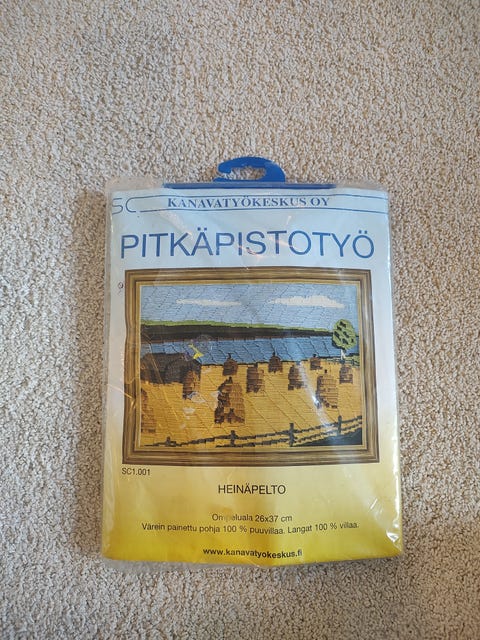 SC KANAVATYÖKESKUS OY
PITKÄPISTOTYÖ
SC1.001
HEINÄPELTO
Ompeluala 26x37 cm
Värein painettu pohja 100 % puuvillaa. Langat 100 % villaa.
www.kanavatyokeskus.fi